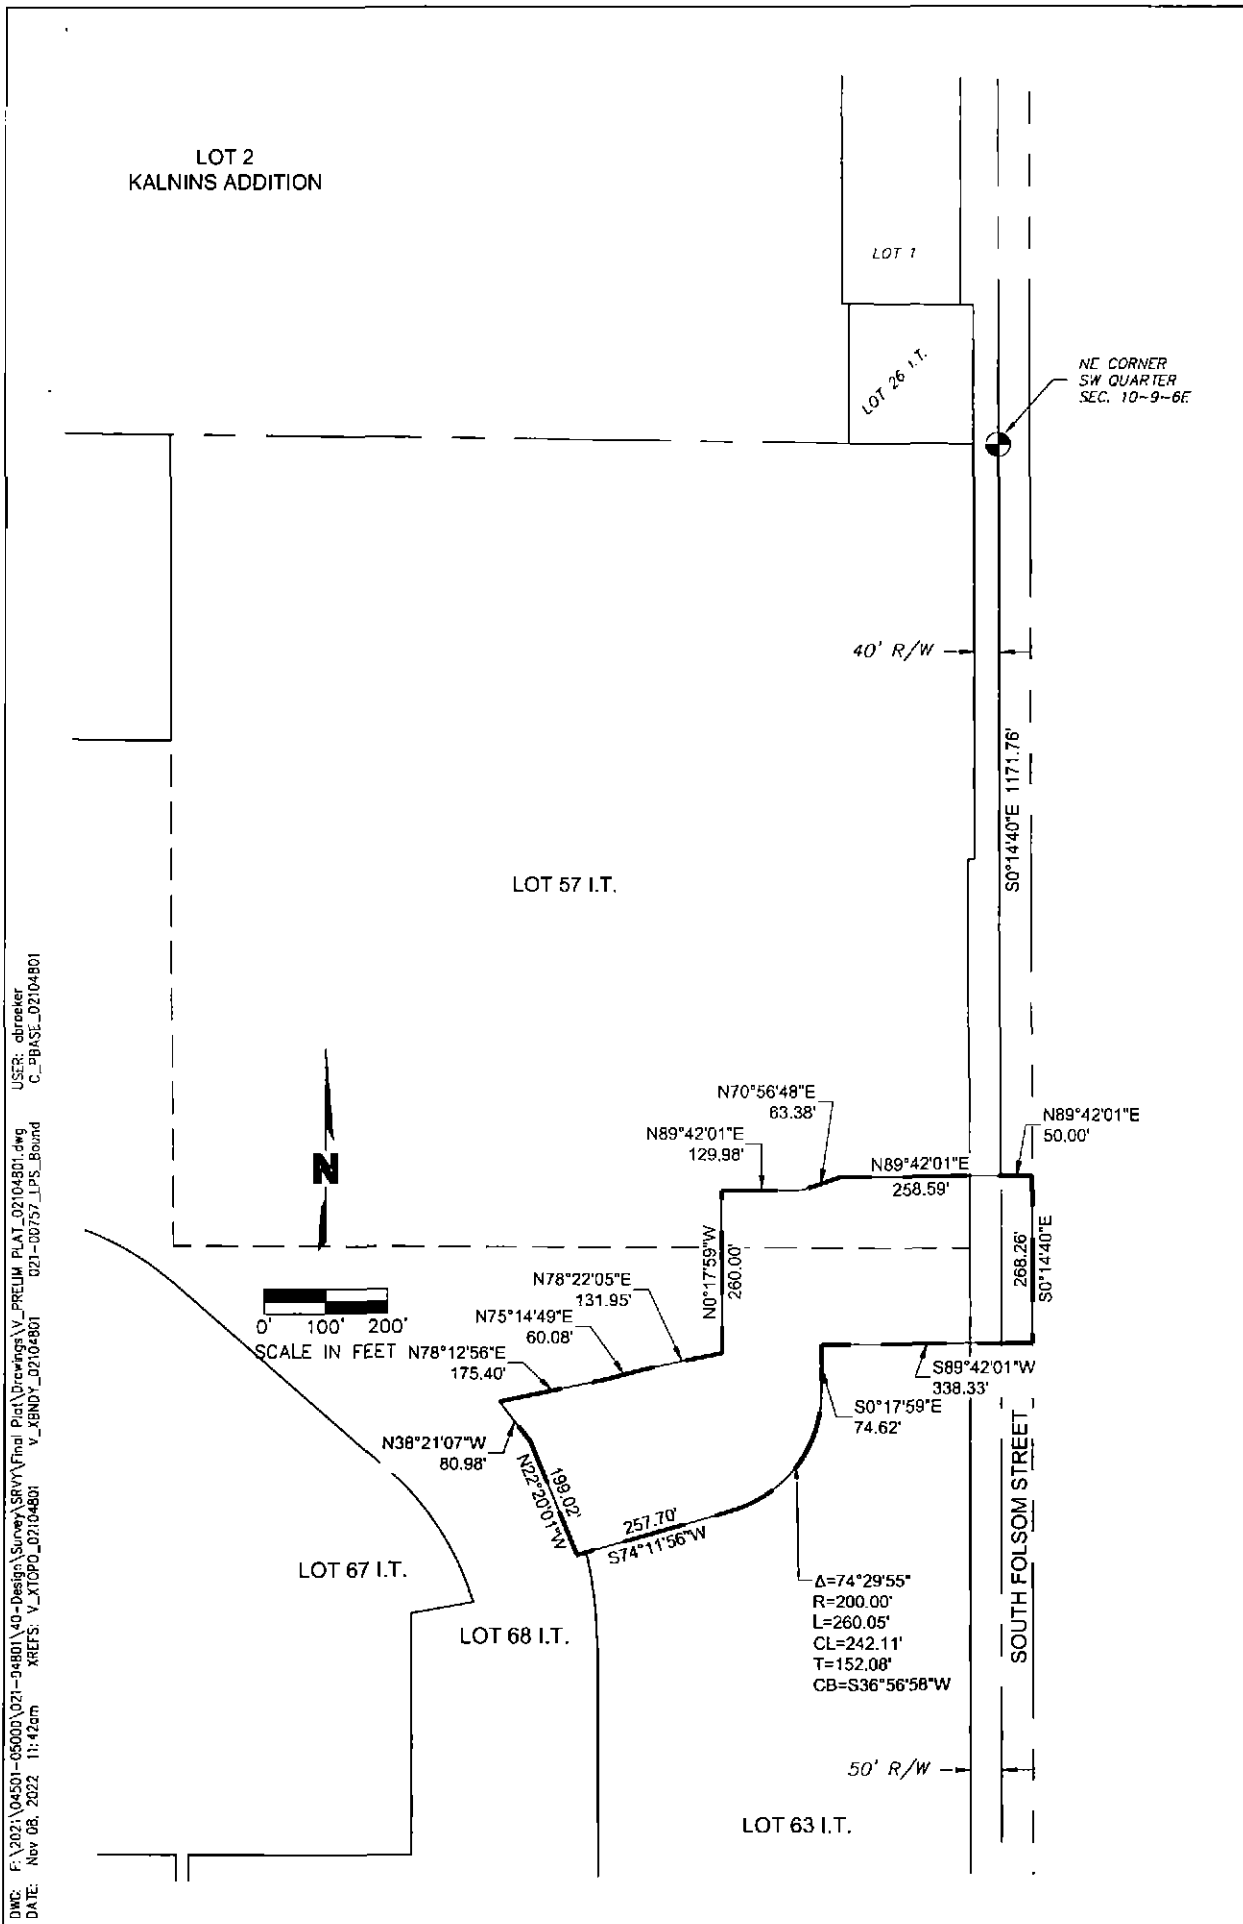 LOT 2
KALNINS ADDITION
LOT 1
LOT 26 I.T.
NE CORNER
SW QUARTER
SEC. 10~9~6E
40' R/W
S0°14'40"E 1171.76'
LOT 57 I.T.
N70°56'48"E
63.38'
N89°42'01"E
129.98'
N89°42'01"E
50.00'
N89°42'01"E
258.59'
N
N0°17'59"W
260.00'
268.26'
S0°14'40"E
N78°22'05"E
131.95'
N75°14'49"E
60.08'
N78°12'56"E
175.40'
0' 100' 200'
SCALE IN FEET
S89°42'01"W
338.33'
S0°17'59"E
74.62'
N38°21'07"W
80.98'
199.02'
N22°20'01"W
257.70'
S74°11'56"W
Δ=74°29'55"
R=200.00'
L=260.05'
CL=242.11'
T=152.08'
CB=S36°56'58"W
SOUTH FOLSOM STREET
LOT 67 I.T.
LOT 68 I.T.
50' R/W
LOT 63 I.T.
DWG: F:\2021\04501-05000\021-04801\40-Design\Survey\SRVY\Final Plat\Drawings\V_PRELIM PLAT_02104801.dwg USER: dbroeker
DATE: Nov 08, 2022 11:42am XREFS: V_XTOPO_02104801 V_XBNDY_02104801 021-00757_LPS_Bound C_PBASE_02104801